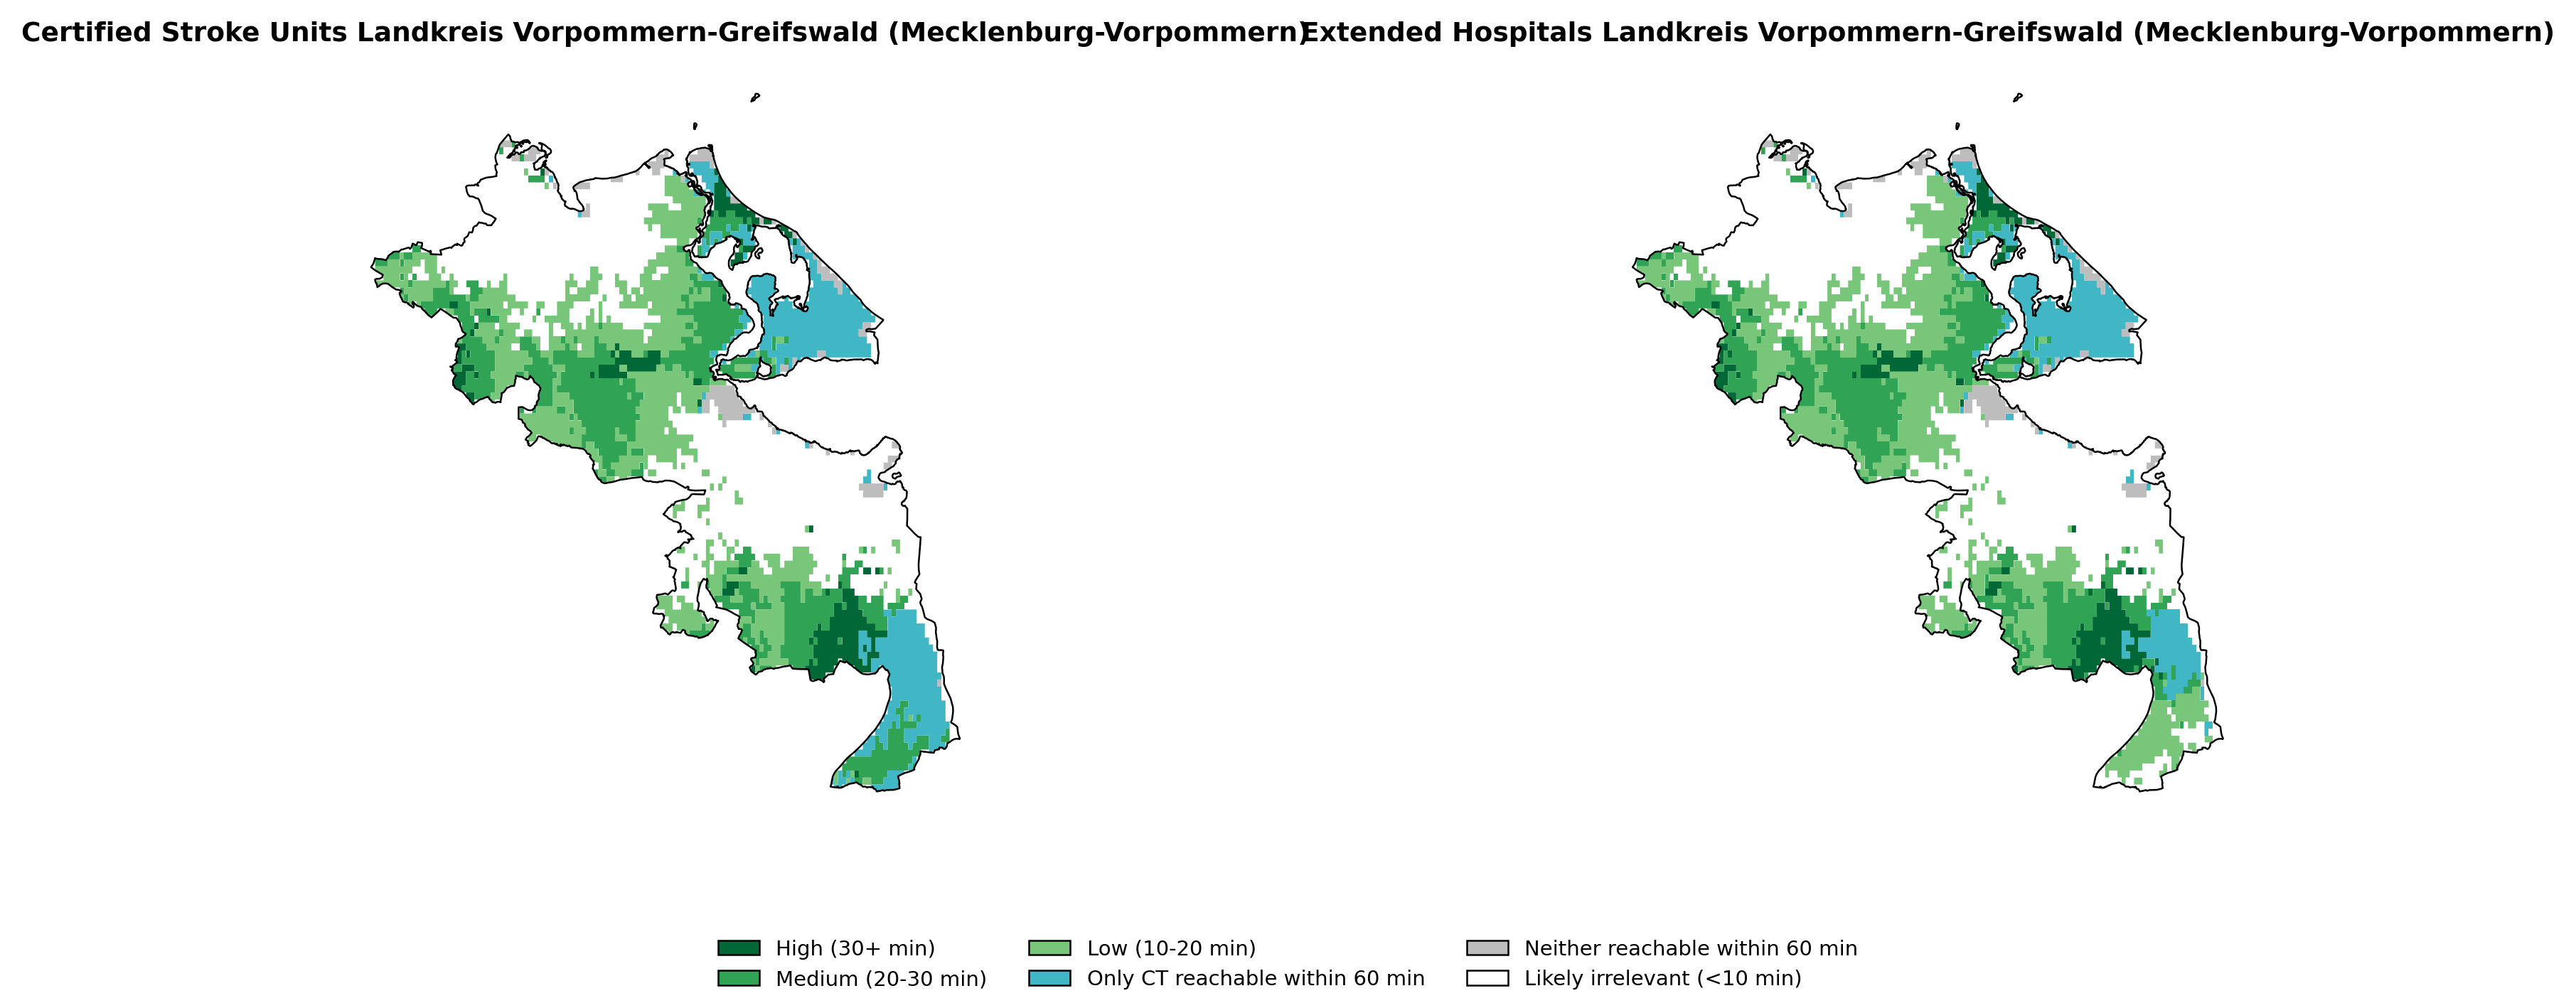 Certified Stroke Units Landkreis Vorpommern-Greifswald (Mecklenburg-Vorpommern)
Extended Hospitals Landkreis Vorpommern-Greifswald (Mecklenburg-Vorpommern)
High (30+ min)
Medium (20-30 min)
Low (10-20 min)
Only CT reachable within 60 min
Neither reachable within 60 min
Likely irrelevant (<10 min)